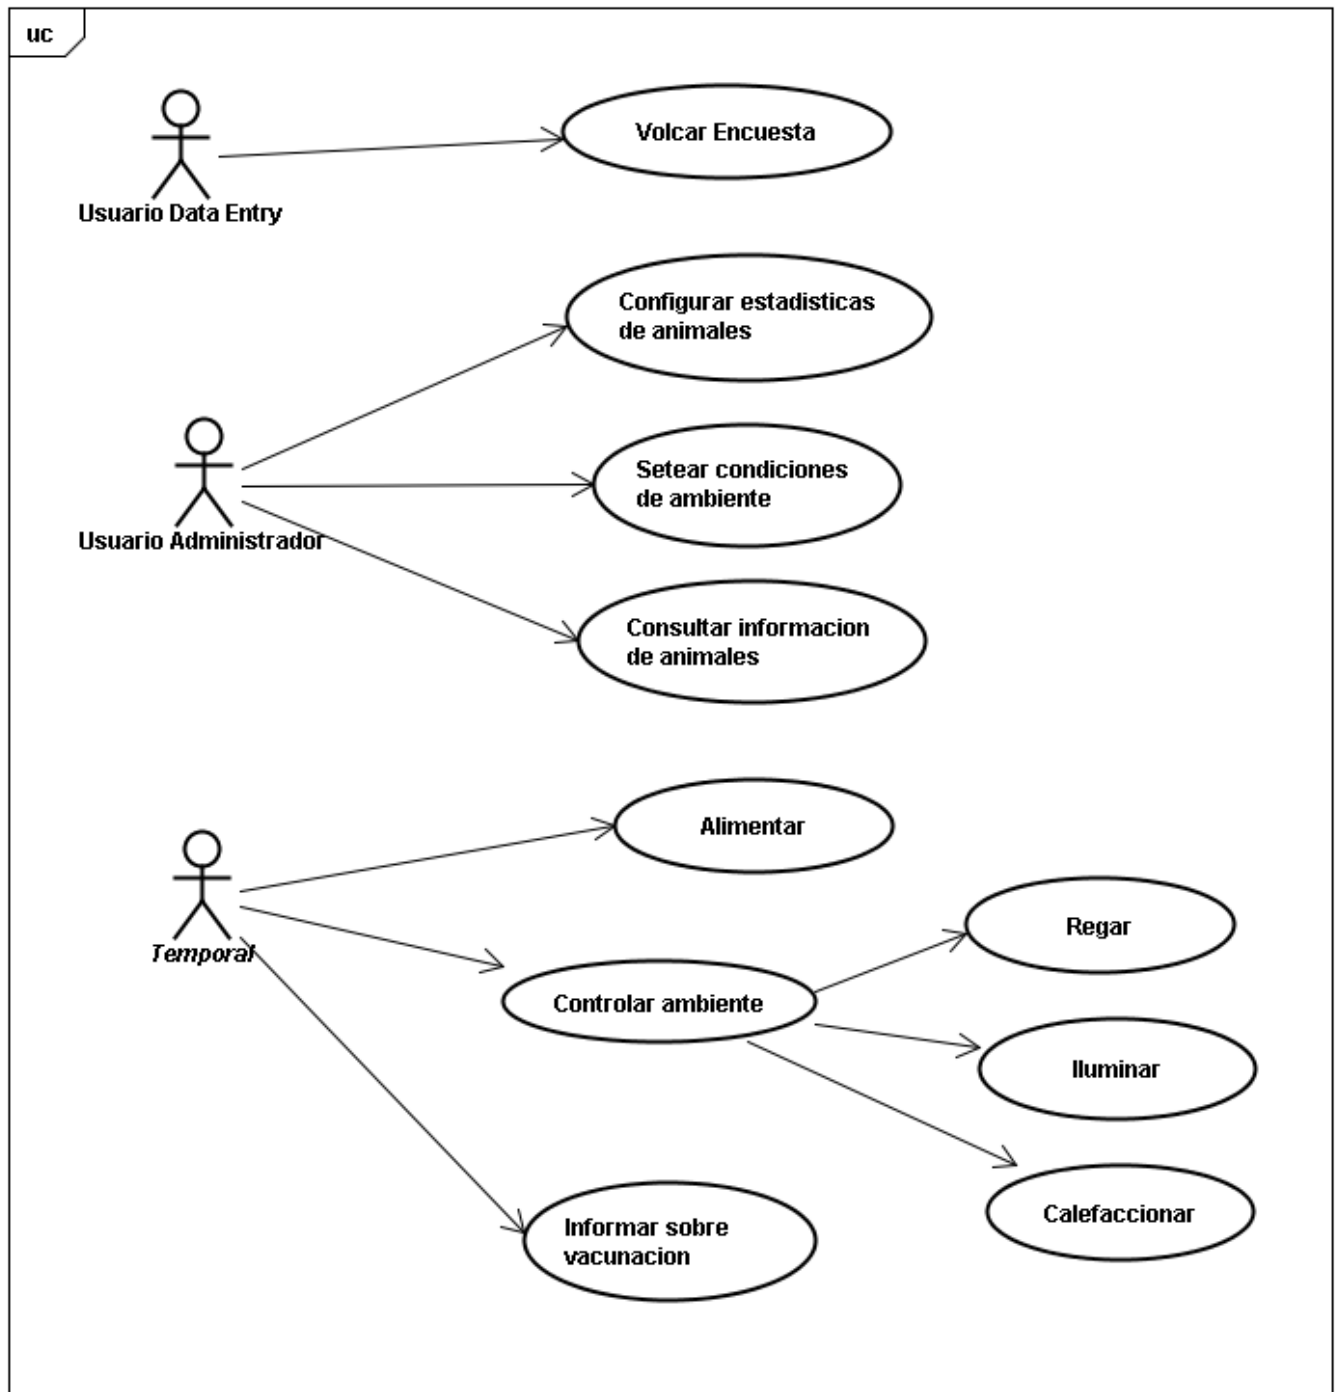 uc
Volcar Encuesta
Usuario Data Entry
Configurar estadisticas
de animales
Setear condiciones
de ambiente
Usuario Administrador
Consultar informacion
de animales
Alimentar
Temporal
Regar
Controlar ambiente
Iluminar
Calefaccionar
Informar sobre
vacunacion